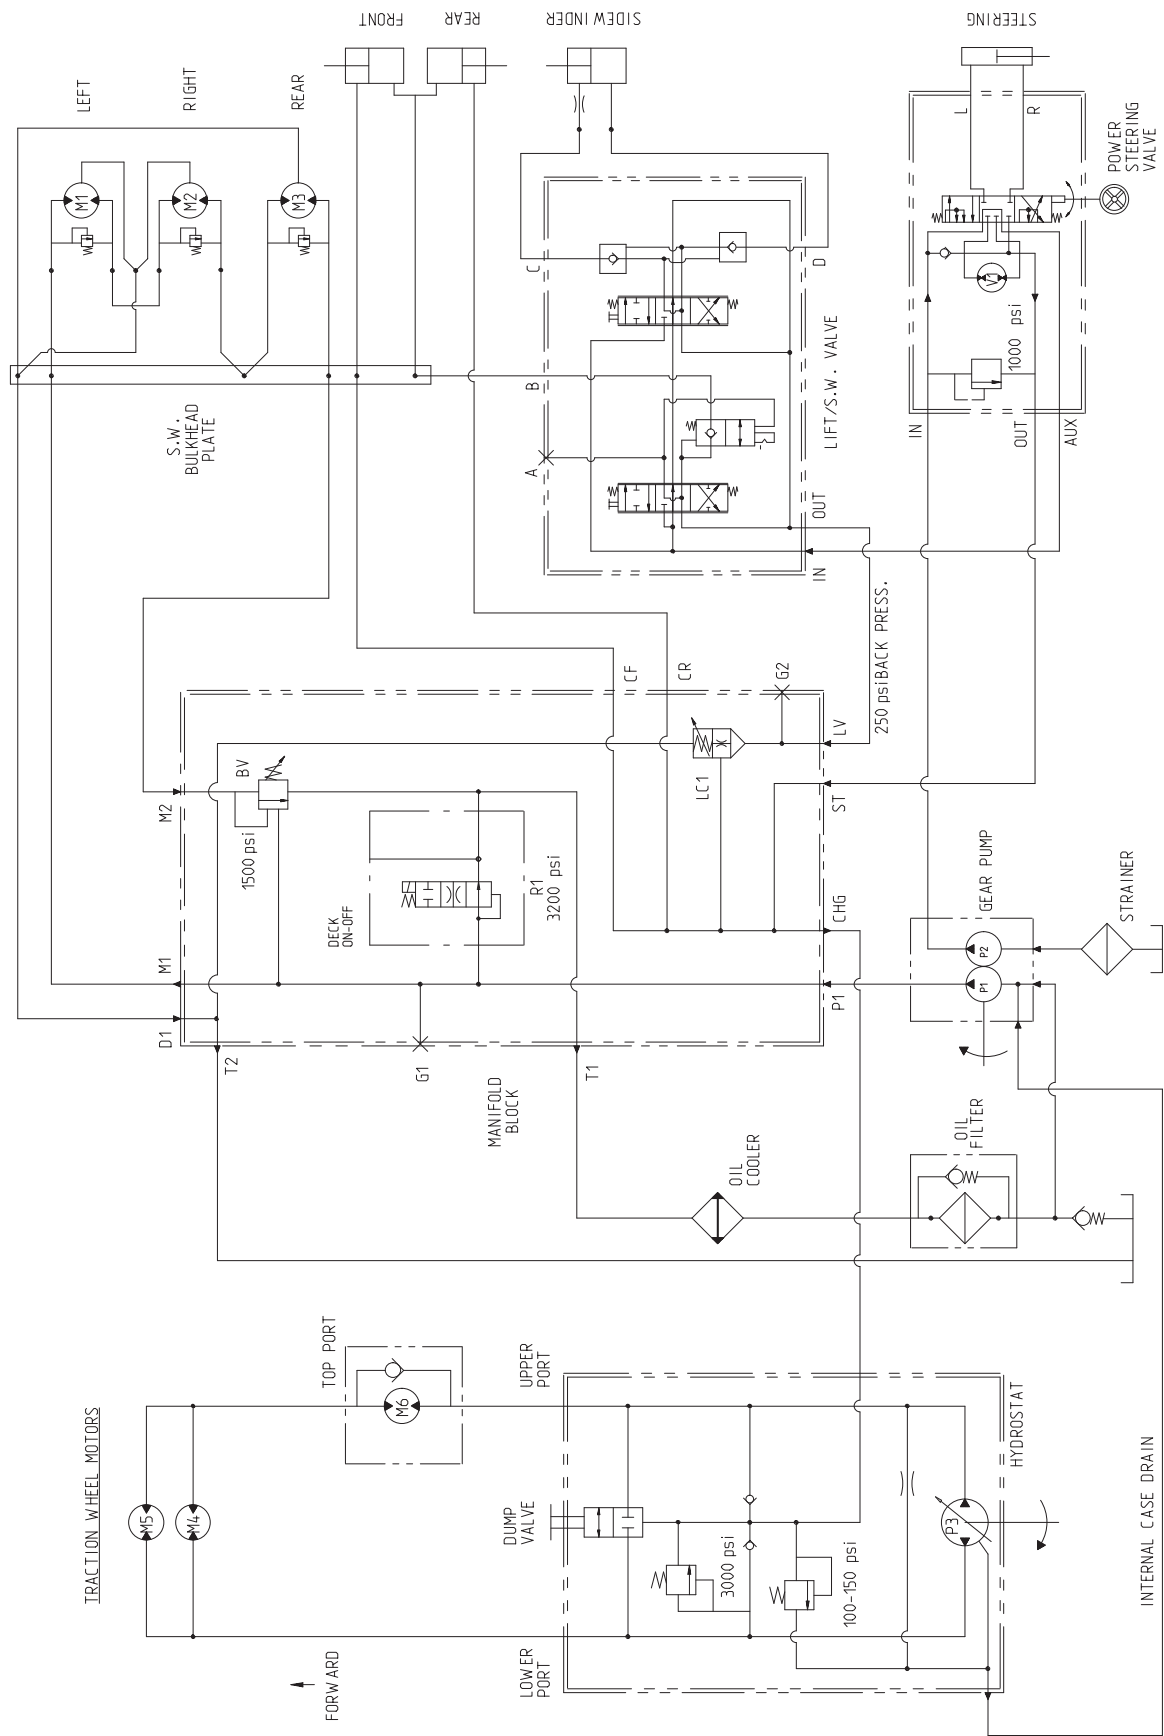 TRACTION WHEEL MOTORS
M5
M4
FORWARD
TOP PORT
M6
UPPER
PORT
LOWER
PORT
DUMP
VALVE
3000 psi
100-150 psi
P3
HYDROSTAT
INTERNAL CASE DRAIN
OIL
COOLER
OIL
FILTER
MANIFOLD
BLOCK
D1
T2
G1
T1
M1
M2
P1
CHG
ST
LV
G2
CF
CR
BV
1500 psi
DECK
ON-OFF
R1
3200 psi
LC1
250 psi BACK PRESS.
GEAR PUMP
P1
P2
STRAINER
S.W.
BULKHEAD
PLATE
LEFT
RIGHT
REAR
M1
M2
M3
FRONT
REAR
SIDEWINDER
STEERING
A
B
C
D
IN
OUT
LIFT/S.W. VALVE
IN
OUT
AUX
1000 psi
V1
L
R
POWER
STEERING
VALVE